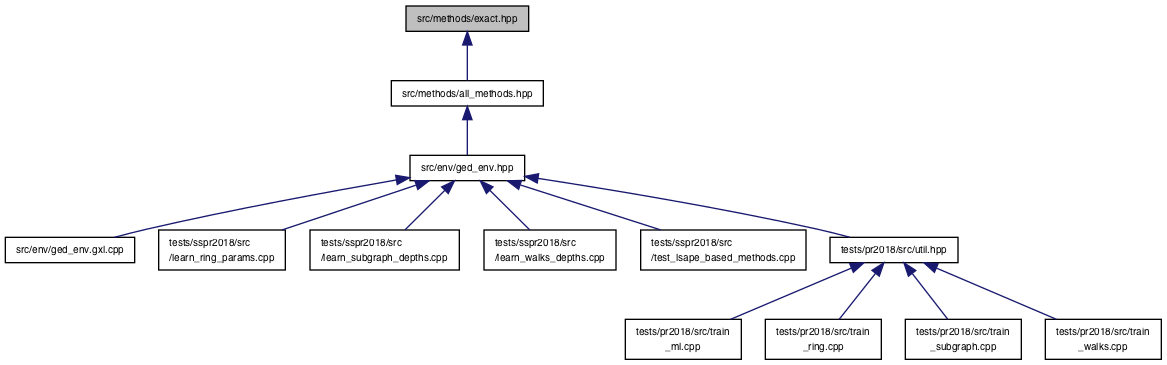 src/methods/exact.hpp
src/methods/all_methods.hpp
src/env/ged_env.hpp
src/env/ged_env.gxl.cpp
tests/sspr2018/src
/learn_ring_params.cpp
tests/sspr2018/src
/learn_subgraph_depths.cpp
tests/sspr2018/src
/learn_walks_depths.cpp
tests/sspr2018/src
/test_lsape_based_methods.cpp
tests/pr2018/src/util.hpp
tests/pr2018/src/train
_ml.cpp
tests/pr2018/src/train
_ring.cpp
tests/pr2018/src/train
_subgraph.cpp
tests/pr2018/src/train
_walks.cpp